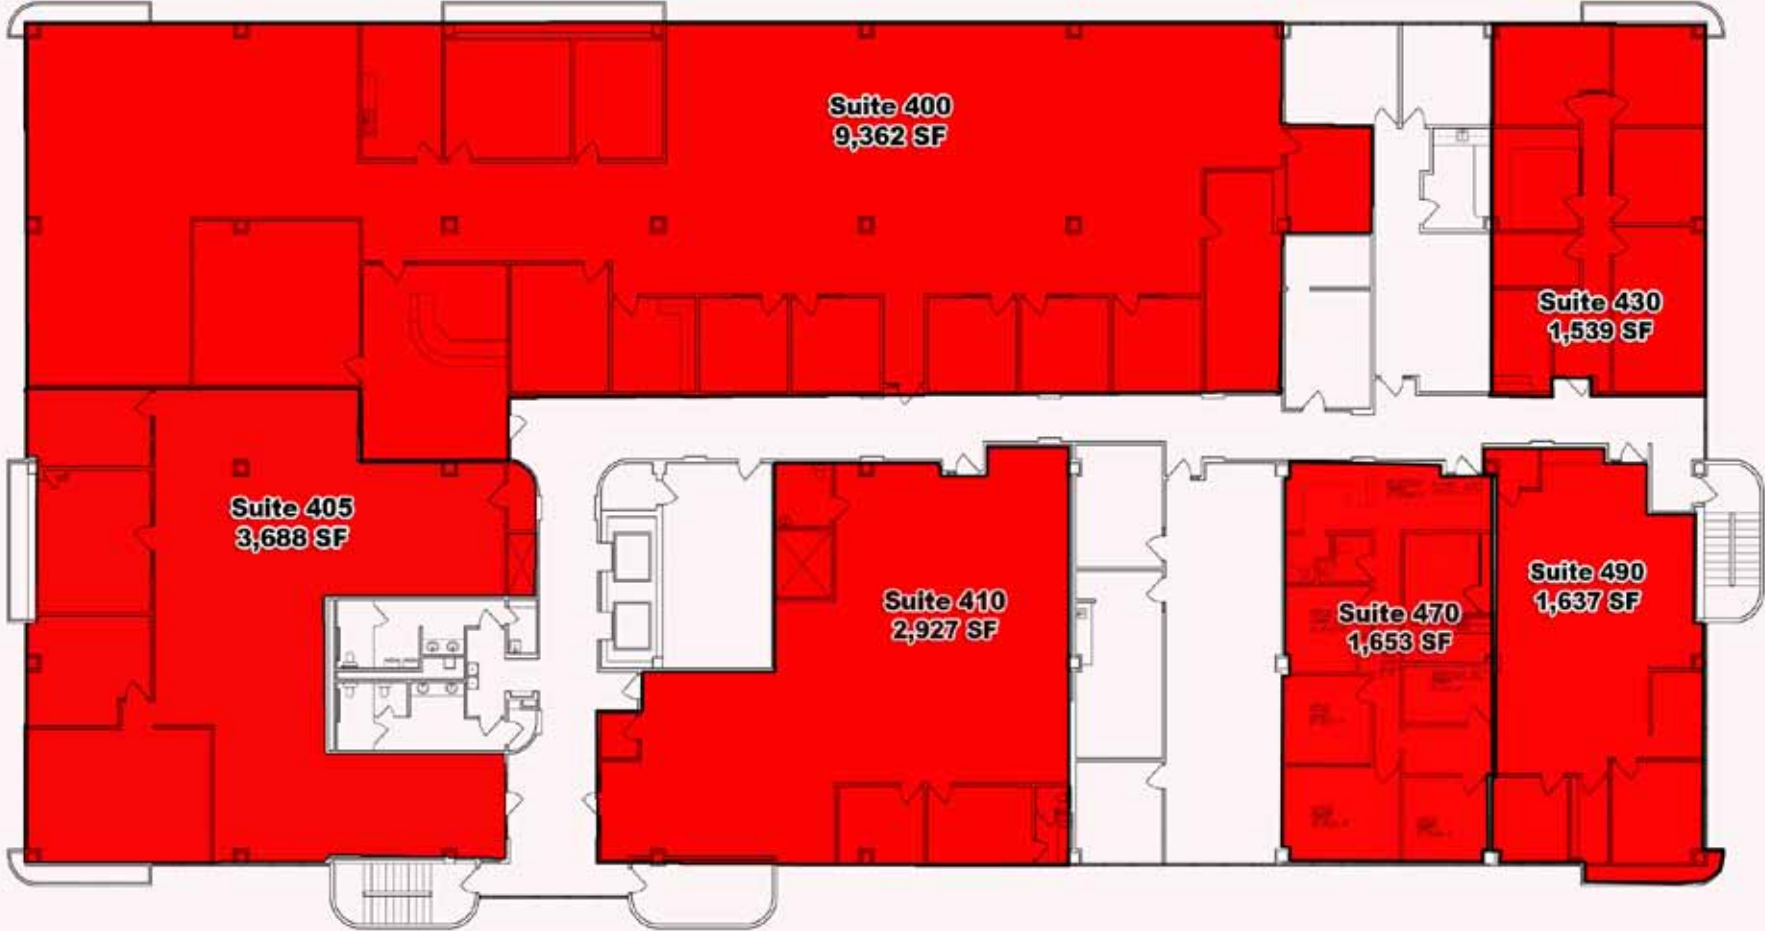 Suite 400
9,362 SF
Suite 430
1,539 SF
Suite 405
3,688 SF
Suite 410
2,927 SF
Suite 470
1,653 SF
Suite 490
1,637 SF